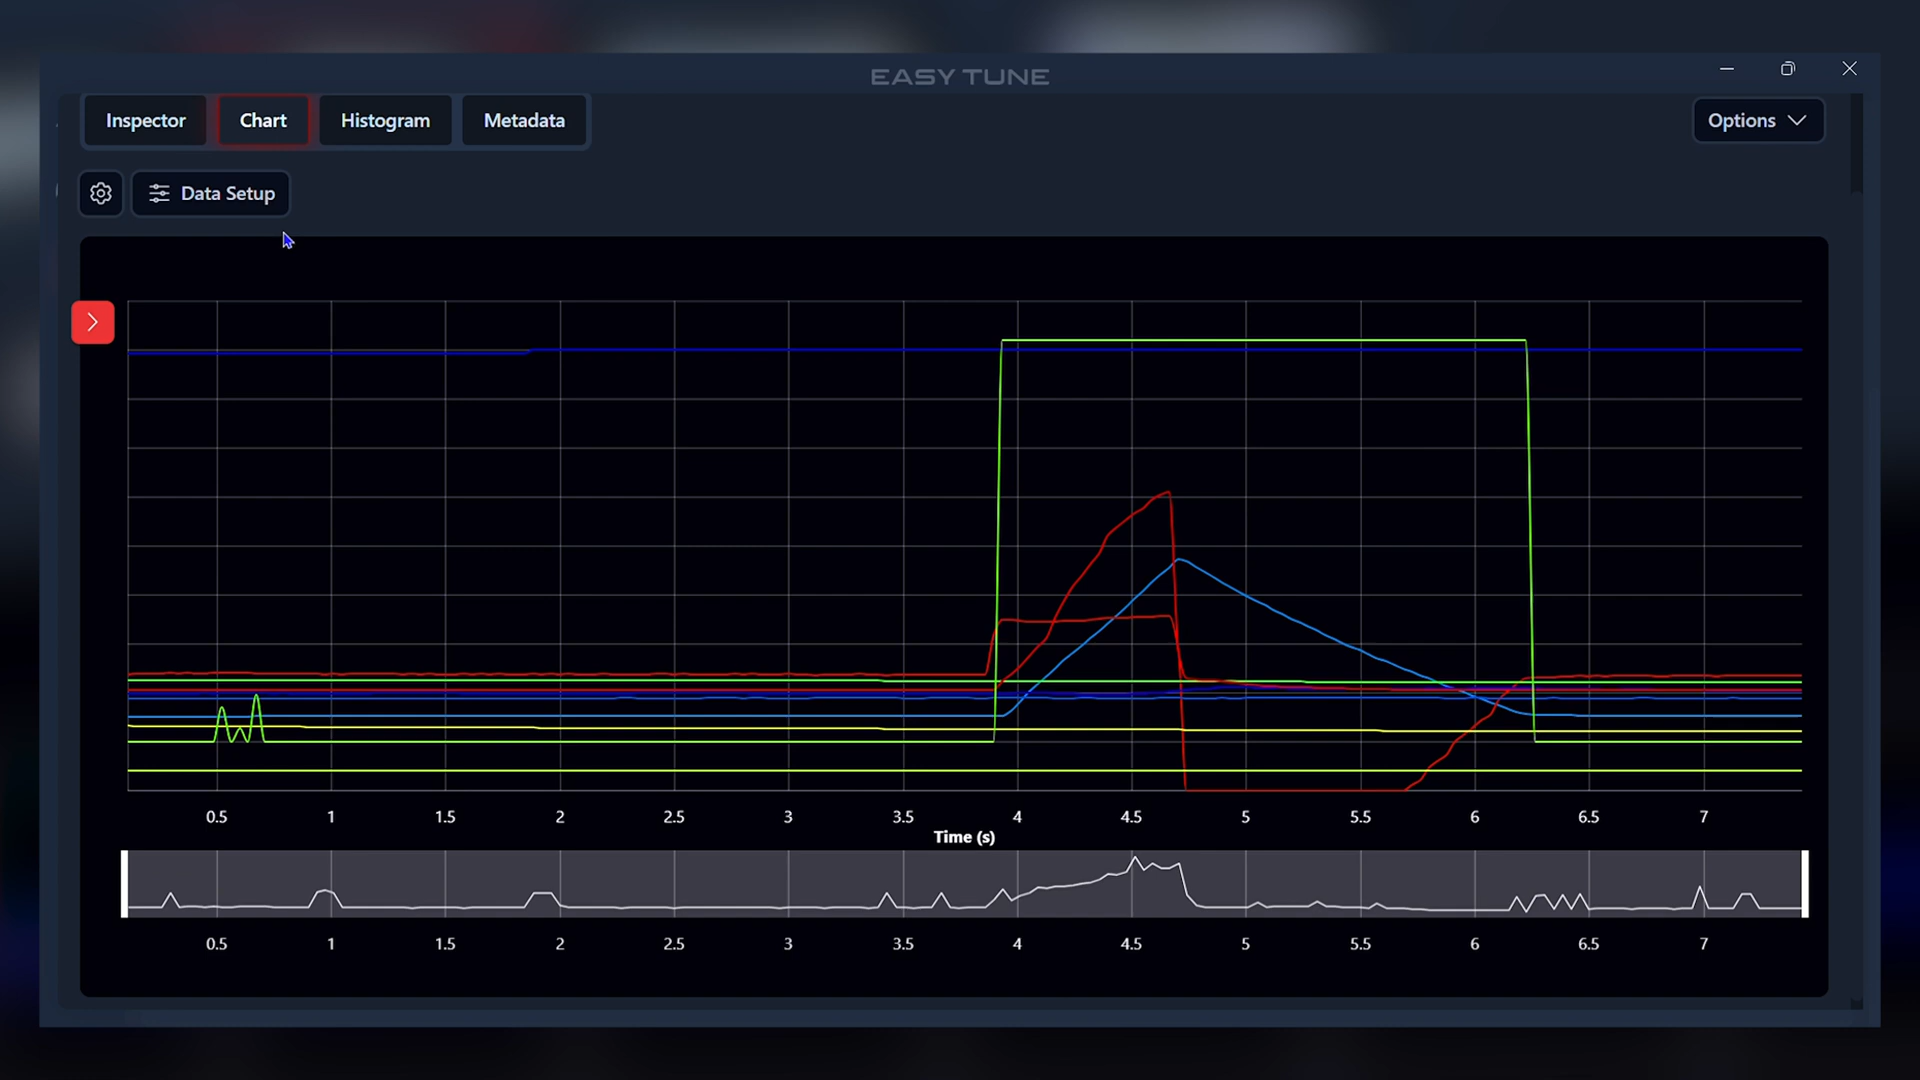 EASY TUNE
Inspector Chart Histogram Metadata Options
Data Setup
0.5 1 1.5 2 2.5 3 3.5 4 4.5 5 5.5 6 6.5 7
Time (s)
0.5 1 1.5 2 2.5 3 3.5 4 4.5 5 5.5 6 6.5 7